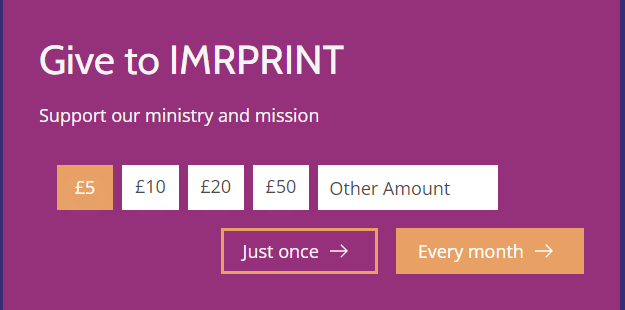 Give to IMRPRINT
Support our ministry and mission
£5 £10 £20 £50 Other Amount
Just once → Every month →